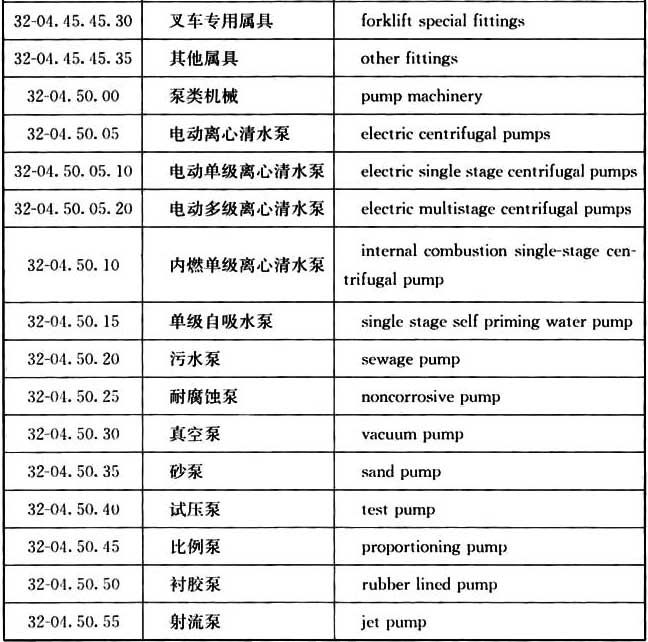 32-04.45.45.30 叉车专用属具 forklift special fittings
32-04.45.45.35 其他属具 other fittings
32-04.50.00 泵类机械 pump machinery
32-04.50.05 电动离心清水泵 electric centrifugal pumps
32-04.50.05.10 电动单级离心清水泵 electric single stage centrifugal pumps
32-04.50.05.20 电动多级离心清水泵 electric multistage centrifugal pumps
32-04.50.10 内燃单级离心清水泵 internal combustion single-stage cen-
trifugal pump
32-04.50.15 单级自吸水泵 single stage self priming water pump
32-04.50.20 污水泵 sewage pump
32-04.50.25 耐腐蚀泵 noncorrosive pump
32-04.50.30 真空泵 vacuum pump
32-04.50.35 砂泵 sand pump
32-04.50.40 试压泵 test pump
32-04.50.45 比例泵 proportioning pump
32-04.50.50 衬胶泵 rubber lined pump
32-04.50.55 射流泵 jet pump